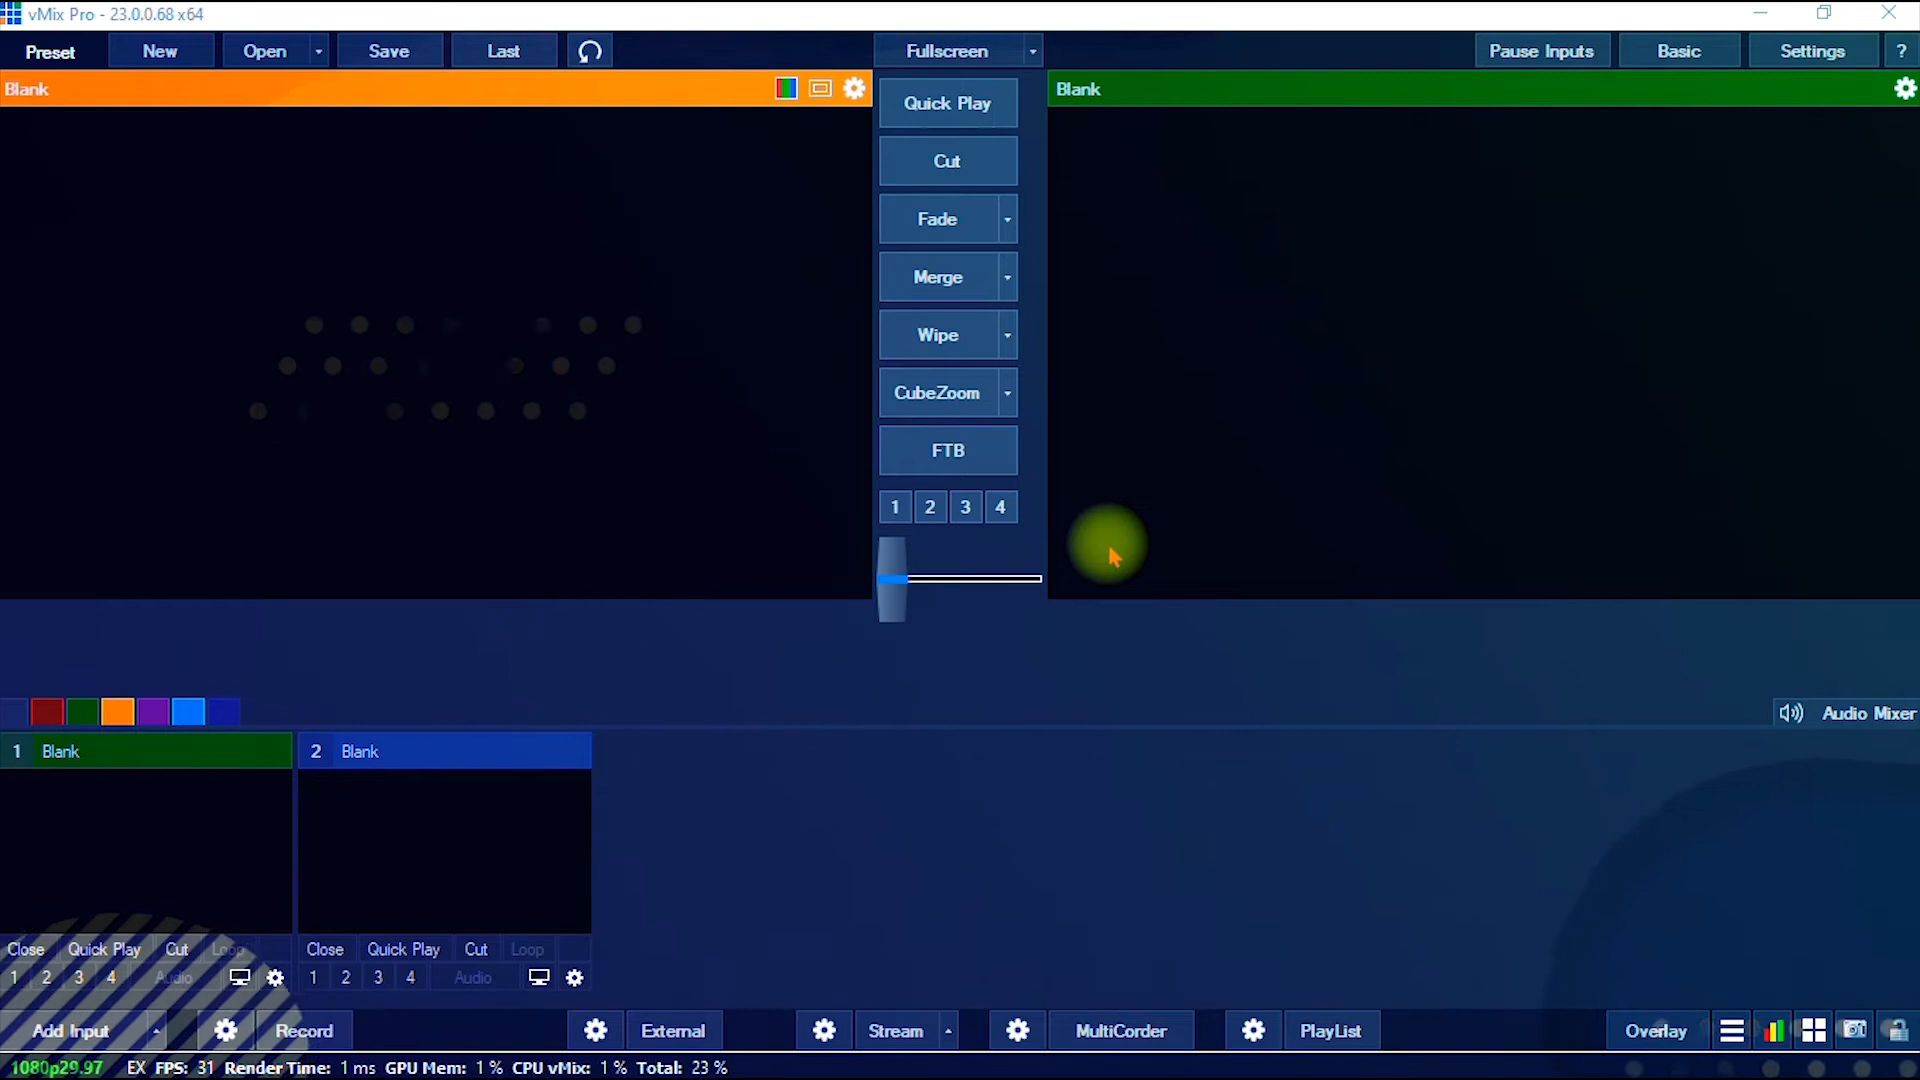 vMix Pro - 23.0.0.68 x64
Preset New Open Save Last Fullscreen Pause Inputs Basic Settings ?
Blank
Blank
Quick Play
Cut
Fade
Merge
Wipe
CubeZoom
FTB
1 2 3 4
Audio Mixer
1 Blank
2 Blank
Close Quick Play Cut Loop
Close Quick Play Cut Loop
1 2 3 4 Audio
1 2 3 4 Audio
Add Input Record External Stream MultiCorder PlayList Overlay
1080p29.97 EX FPS: 31 Render Time: 1 ms GPU Mem: 1 % CPU vMix: 1 % Total: 23 %